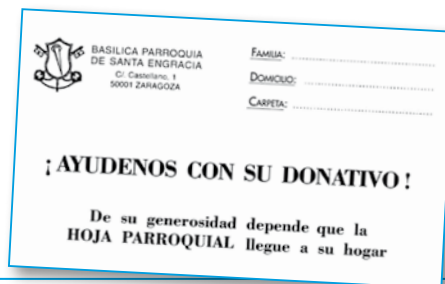 BASILICA PARROQUIA
DE SANTA ENGRACIA
C/. Castellano, 1
50001 ZARAGOZA
FAMILIA:
DOMICILIO:
CARPETA:
¡AYUDENOS CON SU DONATIVO!
De su generosidad depende que la
HOJA PARROQUIAL llegue a su hogar